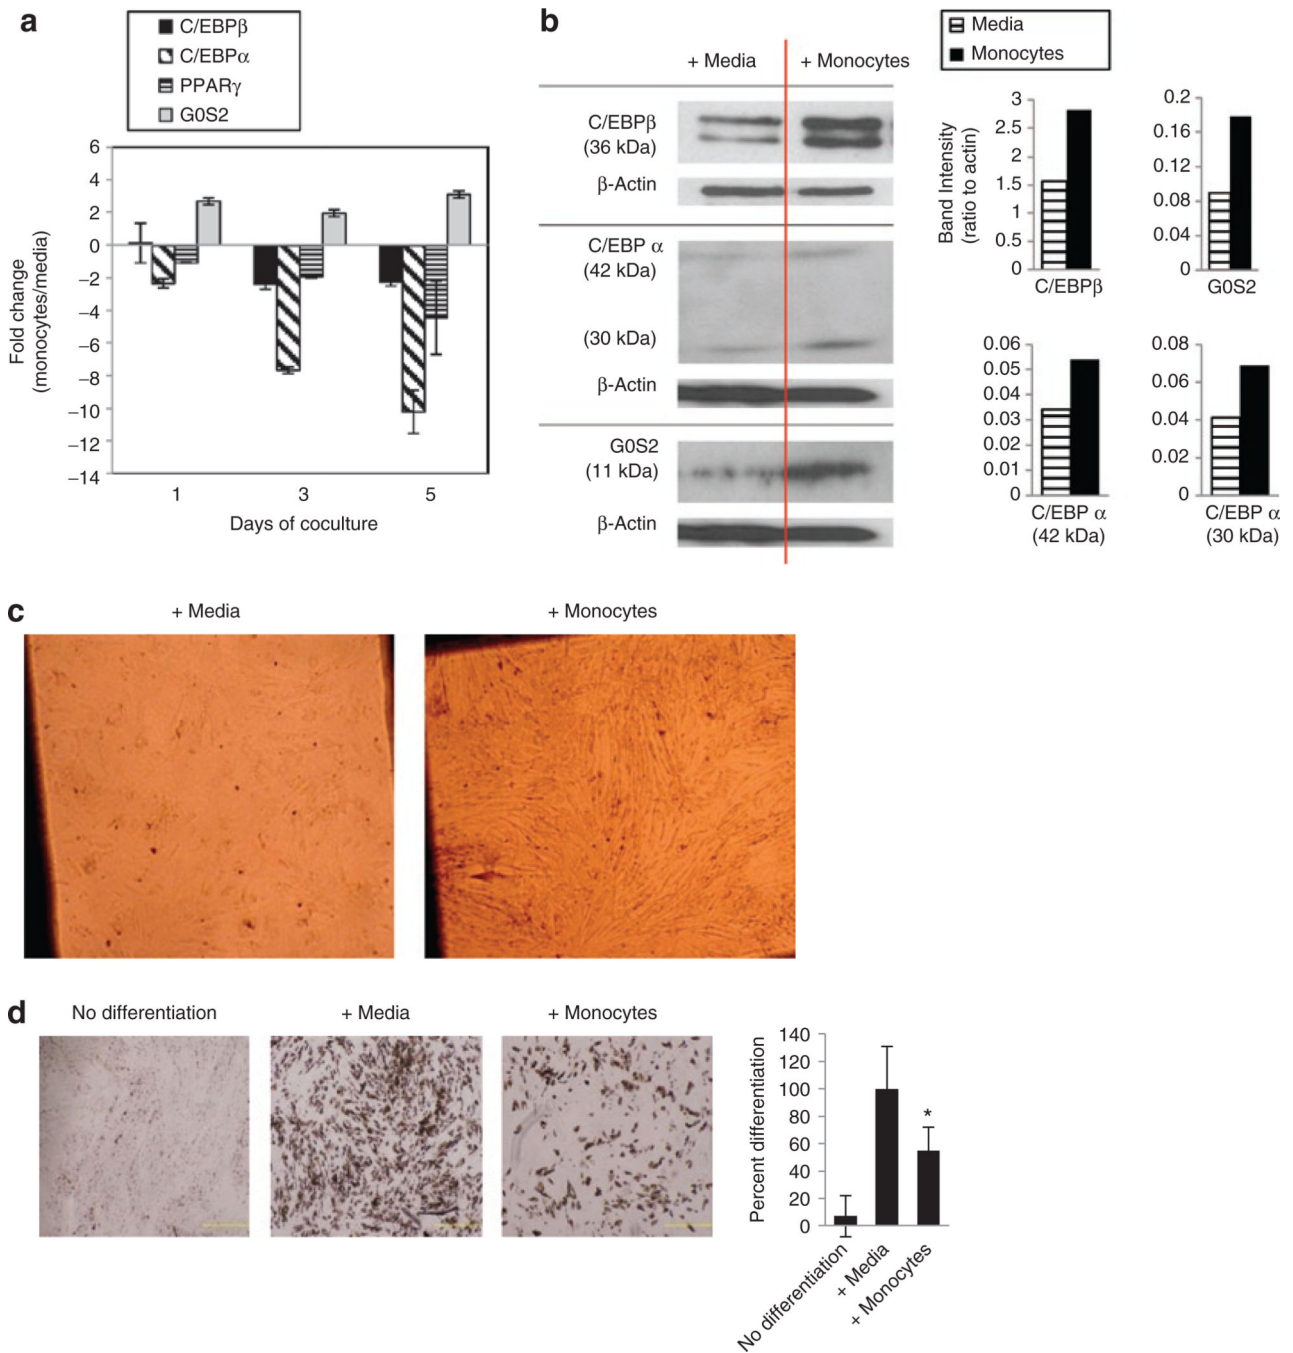 a
C/EBPβ
C/EBPα
PPARγ
G0S2
6
4
2
0
−2
−4
−6
−8
−10
−12
−14
Fold change
(monocytes/media)
1
3
5
Days of coculture
b
+ Media
+ Monocytes
C/EBPβ
(36 kDa)
β-Actin
C/EBP α
(42 kDa)
(30 kDa)
β-Actin
G0S2
(11 kDa)
β-Actin
Media
Monocytes
Band Intensity
(ratio to actin)
3
2.5
2
1.5
1
0.5
0
C/EBPβ
0.2
0.16
0.12
0.08
0.04
0
G0S2
0.06
0.05
0.04
0.03
0.02
0.01
0
C/EBP α
(42 kDa)
0.08
0.06
0.04
0.02
0
C/EBP α
(30 kDa)
c
+ Media
+ Monocytes
d
No differentiation
+ Media
+ Monocytes
Percent differentiation
140
120
100
80
60
40
20
0
*
No differentiation
+ Media
+ Monocytes